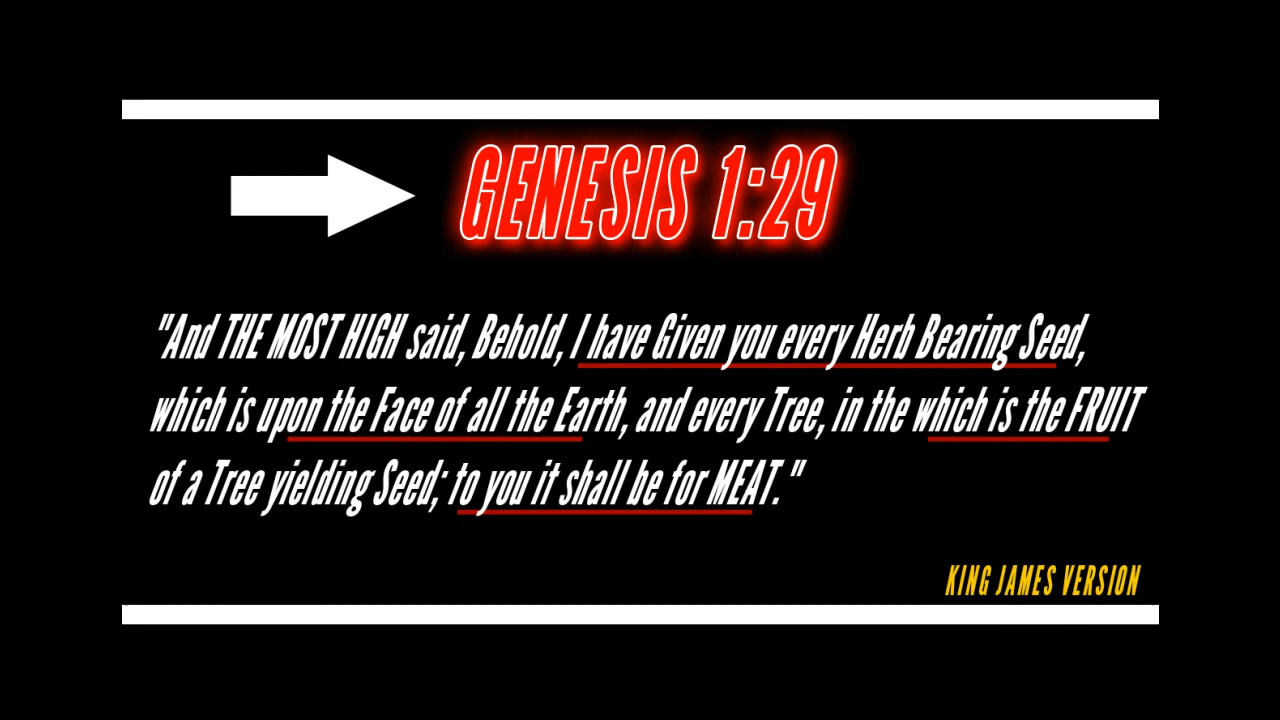 GENESIS 1:29
"And THE MOST HIGH said, Behold, I have Given you every Herb Bearing Seed,
which is upon the Face of all the Earth, and every Tree, in the which is the FRUIT
of a Tree yielding Seed; to you it shall be for MEAT."
KING JAMES VERSION